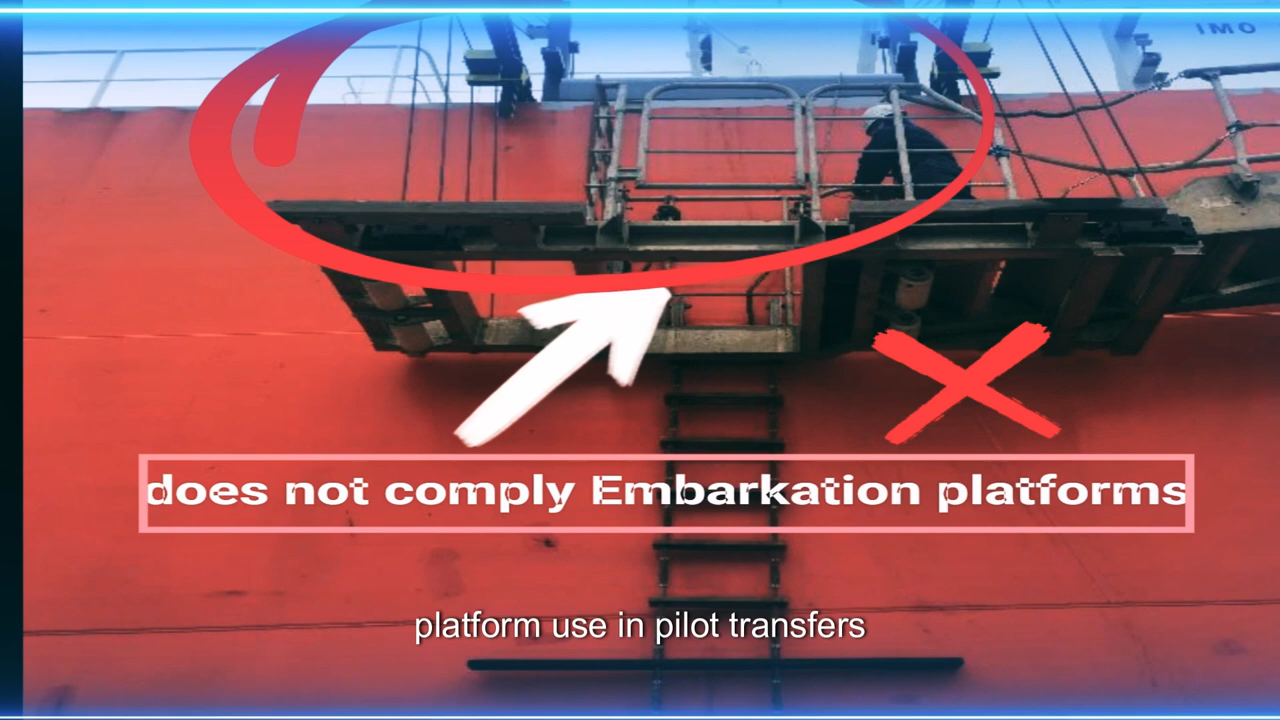 IMO
does not comply Embarkation platforms
platform use in pilot transfers